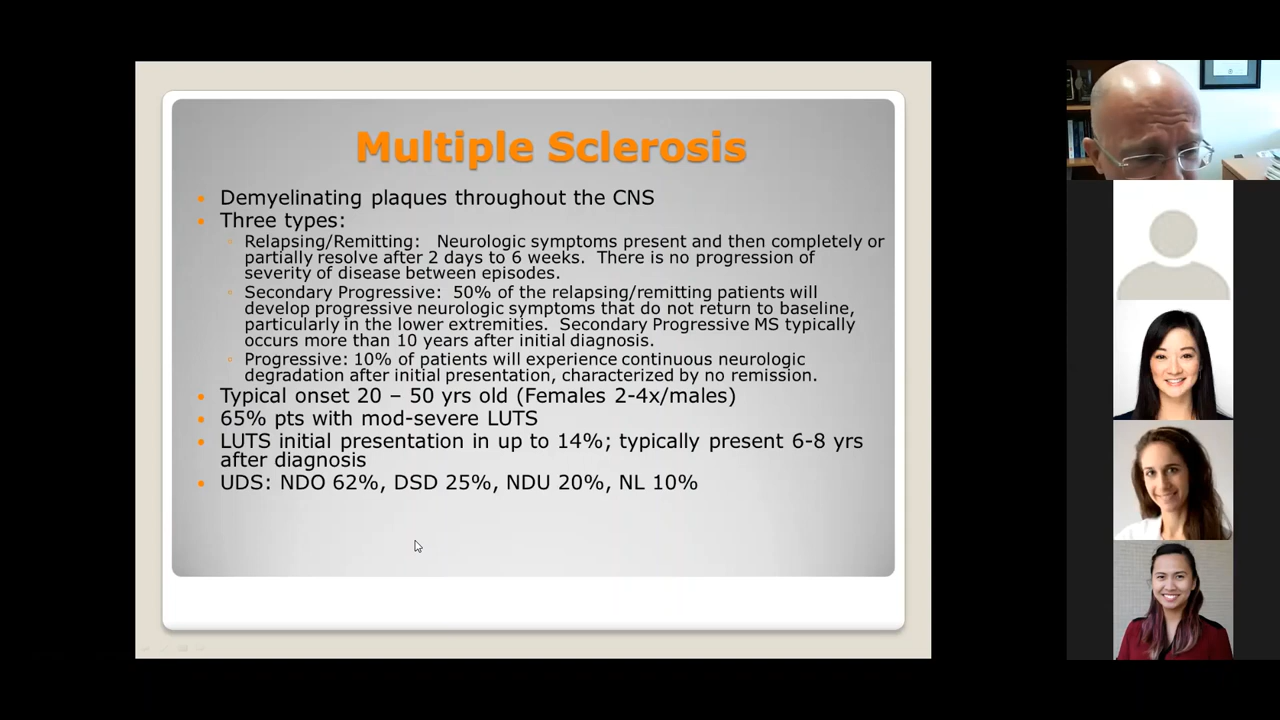 Multiple Sclerosis
Demyelinating plaques throughout the CNS
Three types:
Relapsing/Remitting: Neurologic symptoms present and then completely or
partially resolve after 2 days to 6 weeks. There is no progression of
severity of disease between episodes.
Secondary Progressive: 50% of the relapsing/remitting patients will
develop progressive neurologic symptoms that do not return to baseline,
particularly in the lower extremities. Secondary Progressive MS typically
occurs more than 10 years after initial diagnosis.
Progressive: 10% of patients will experience continuous neurologic
degradation after initial presentation, characterized by no remission.
Typical onset 20 – 50 yrs old (Females 2-4x/males)
65% pts with mod-severe LUTS
LUTS initial presentation in up to 14%; typically present 6-8 yrs
after diagnosis
UDS: NDO 62%, DSD 25%, NDU 20%, NL 10%